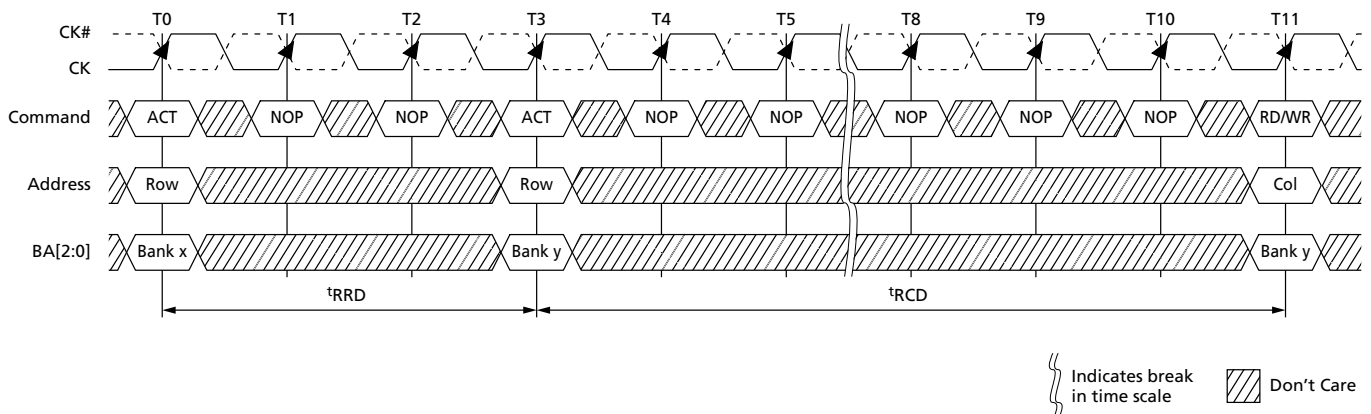 T0 T1 T2 T3 T4 T5 T8 T9 T10 T11
CK#
CK
Command ACT NOP NOP ACT NOP NOP NOP NOP NOP RD/WR
Address Row Row Col
BA[2:0] Bank x Bank y Bank y
tRRD tRCD
Indicates break
in time scale
Don't Care